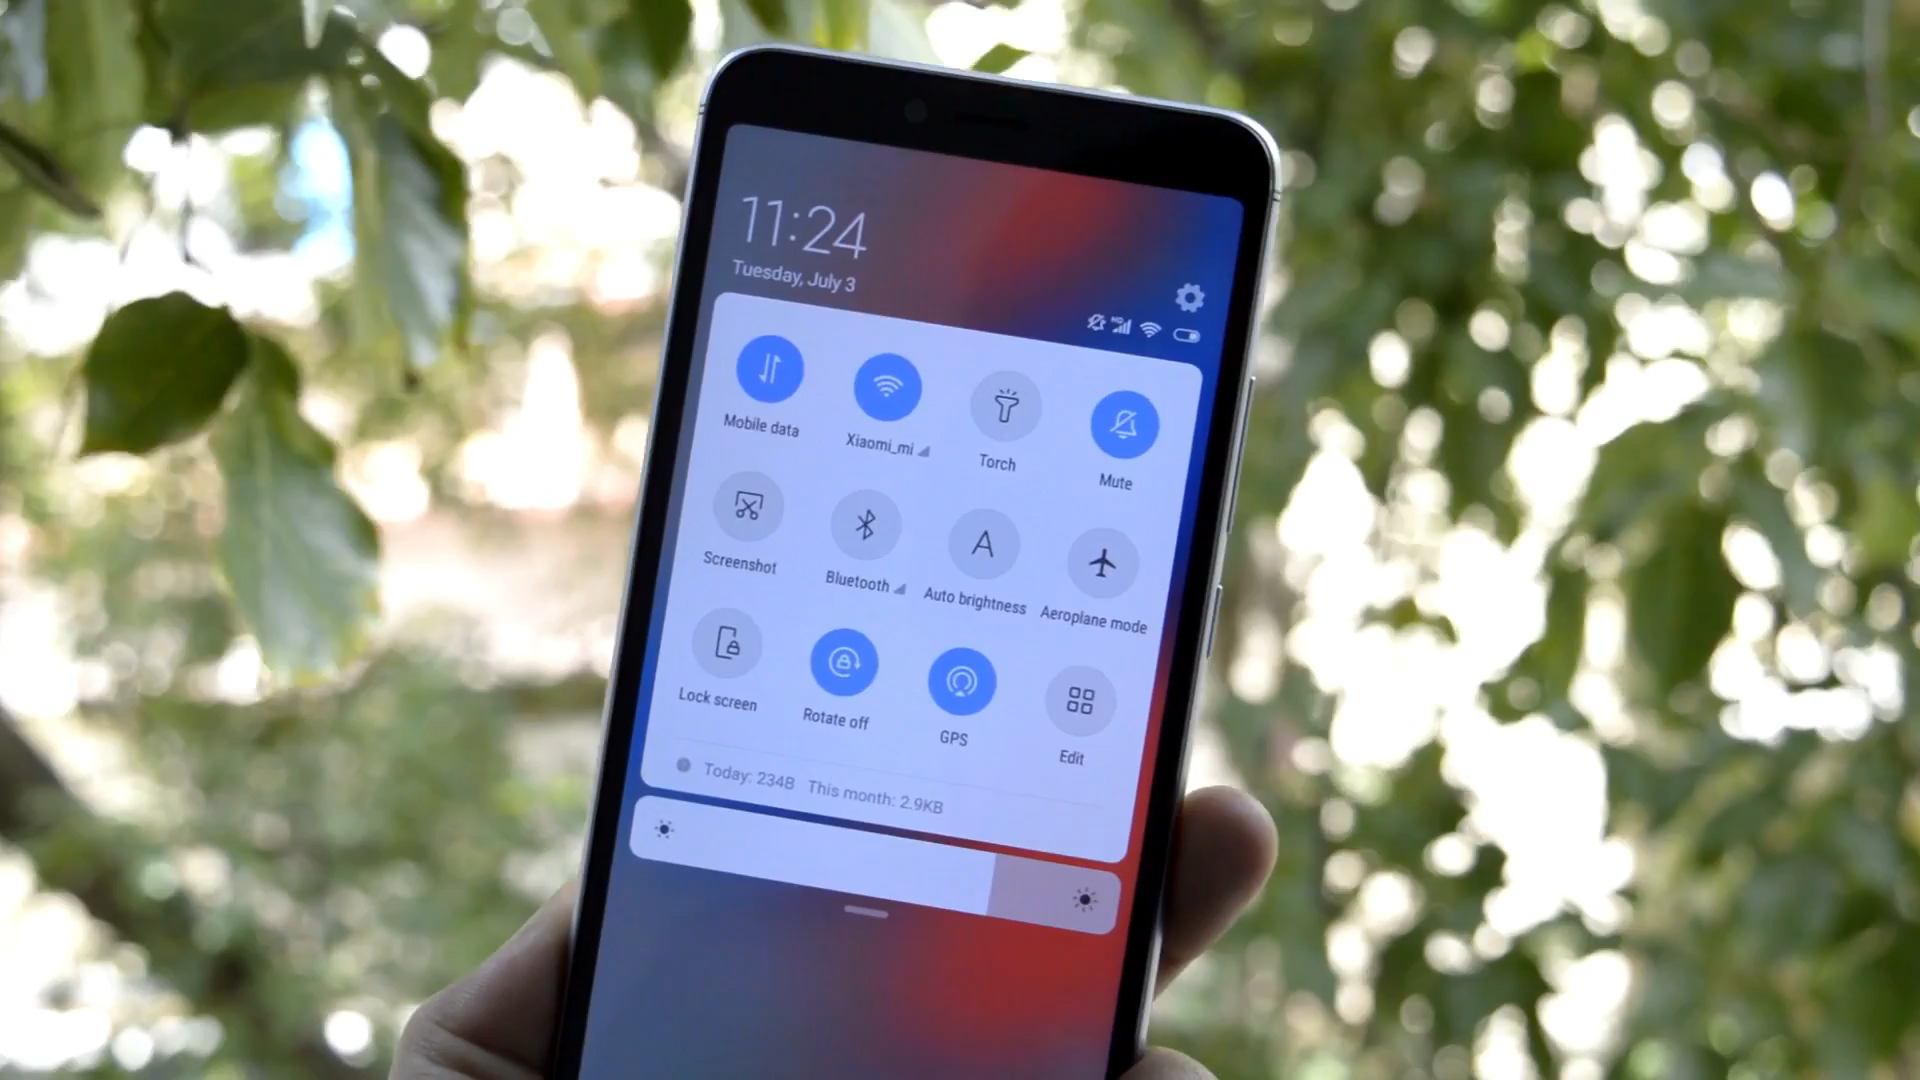 11:24
Tuesday, July 3
HD
Mobile data
Xiaomi_mi
Torch
Mute
Screenshot
Bluetooth
A
Auto brightness
Aeroplane mode
Lock screen
Rotate off
GPS
Edit
Today: 234B This month: 2.9KB